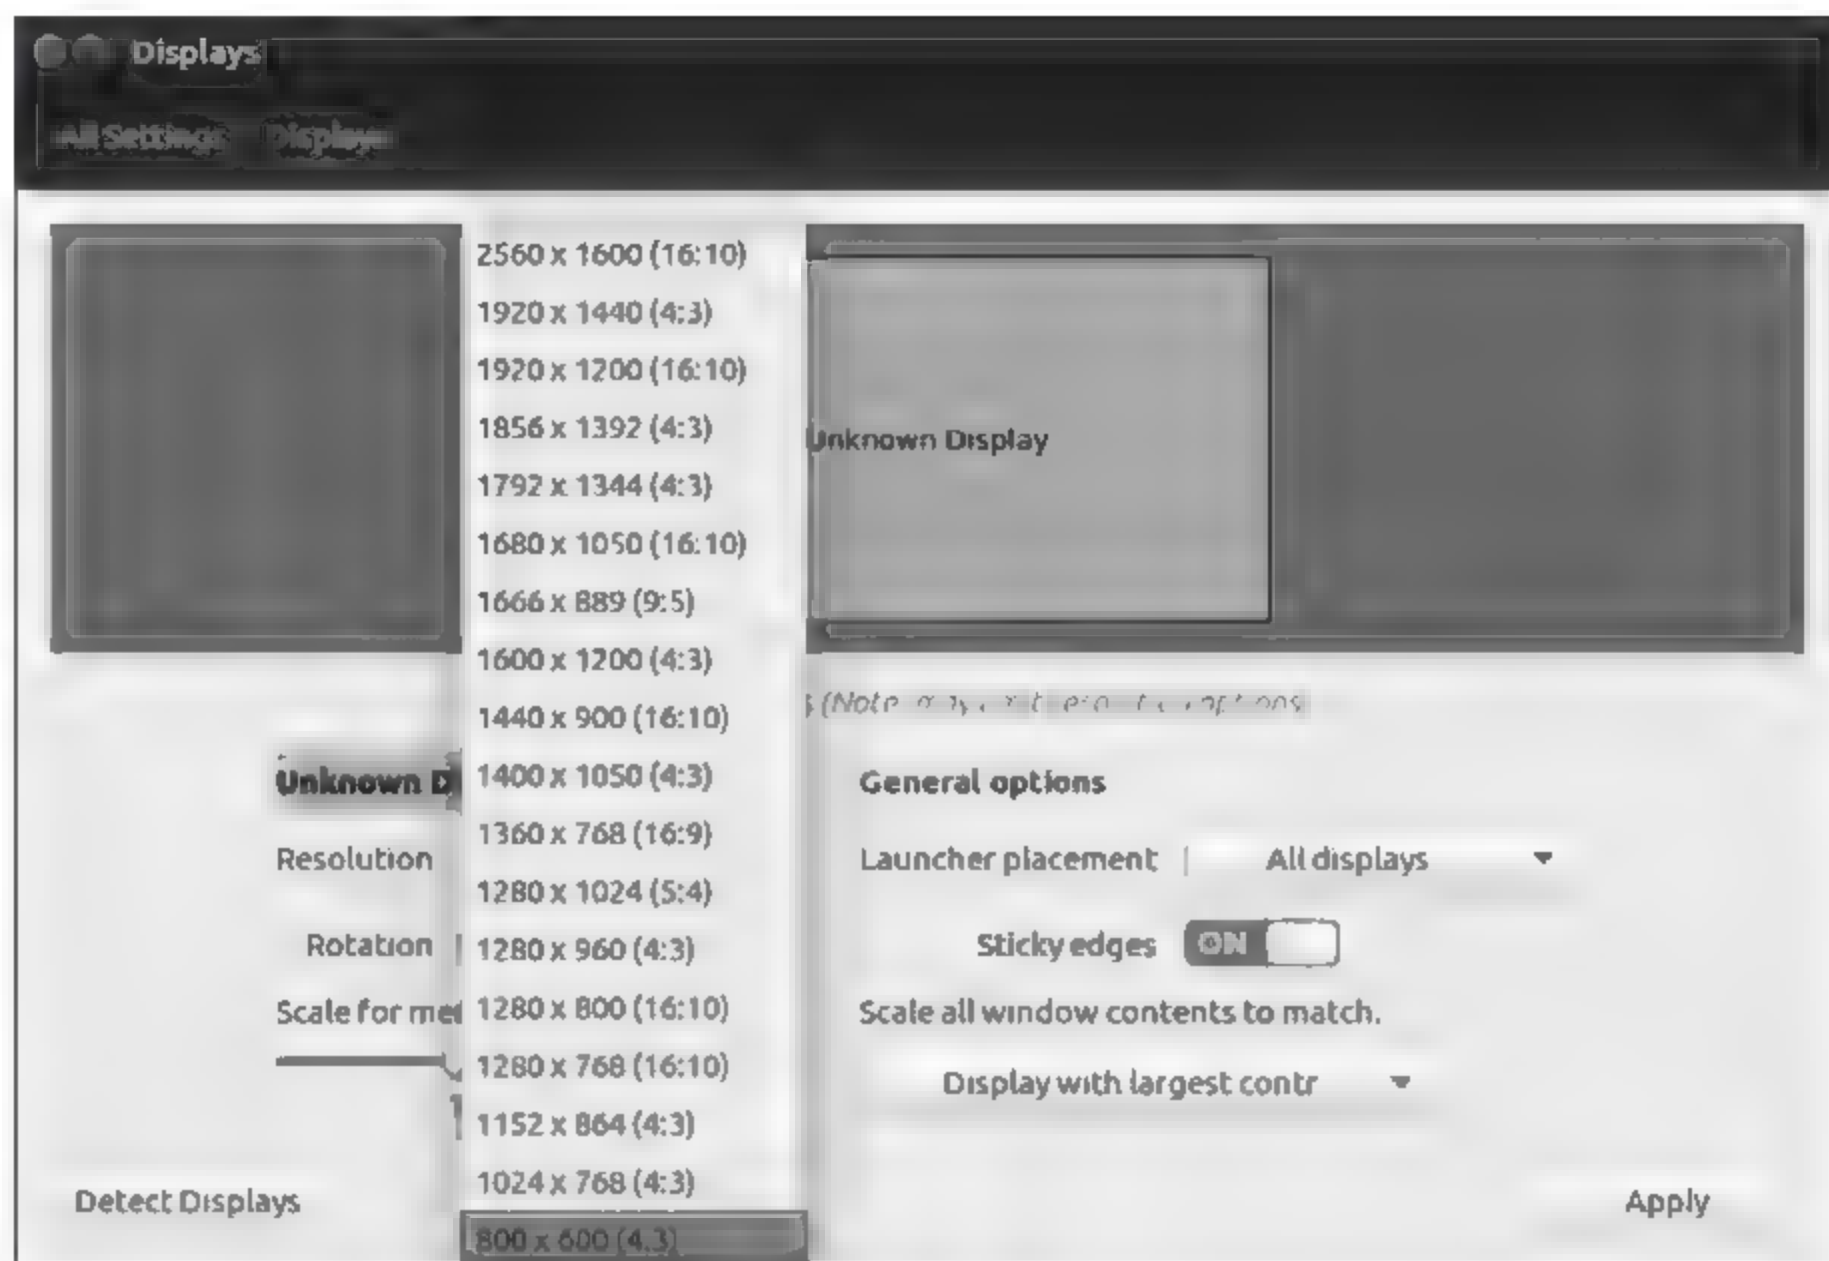 Displays
All Settings Displays
2560 x 1600 (16:10)
1920 x 1440 (4:3)
1920 x 1200 (16:10)
1856 x 1392 (4:3)
1792 x 1344 (4:3)
1680 x 1050 (16:10)
1666 x 889 (9:5)
1600 x 1200 (4:3)
1440 x 900 (16:10)
1400 x 1050 (4:3)
1360 x 768 (16:9)
1280 x 1024 (5:4)
1280 x 960 (4:3)
1280 x 800 (16:10)
1280 x 768 (16:10)
1152 x 864 (4:3)
1024 x 768 (4:3)
800 x 600 (4:3)
Unknown Display
(Note
Unknown D
Resolution
Rotation
Scale for me
Detect Displays
General options
Launcher placement All displays
Sticky edges ON
Scale all window contents to match:
Display with largest contr
Apply